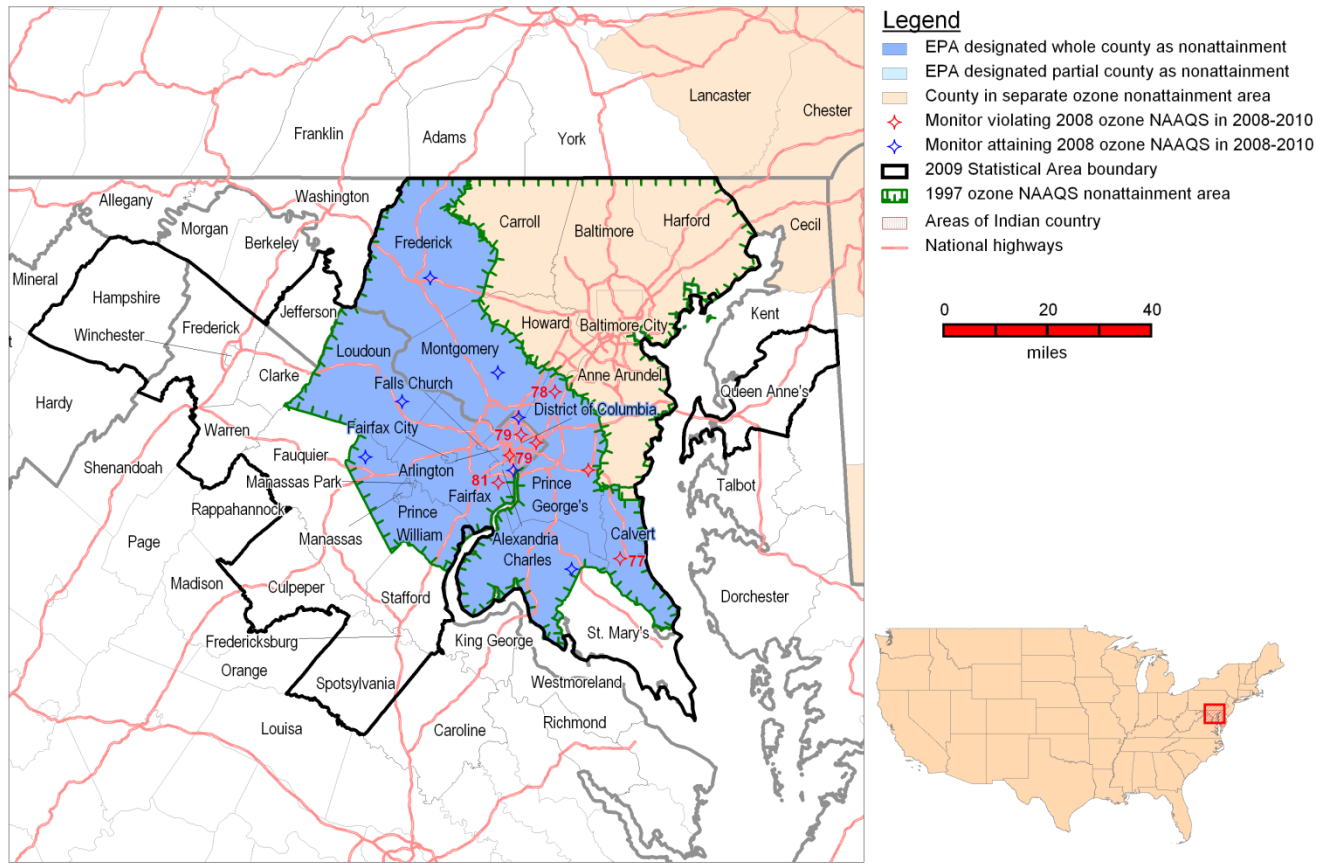 Legend
EPA designated whole county as nonattainment
EPA designated partial county as nonattainment
County in separate ozone nonattainment area
Monitor violating 2008 ozone NAAQS in 2008-2010
Monitor attaining 2008 ozone NAAQS in 2008-2010
2009 Statistical Area boundary
1997 ozone NAAQS nonattainment area
Areas of Indian country
National highways
0 20 40
miles
Lancaster
Chester
Franklin
Adams
York
Allegany
Washington
Morgan
Berkeley
Mineral
Hampshire
Winchester
Frederick
Jefferson
Frederick
Carroll
Baltimore
Harford
Cecil
Kent
Howard
Baltimore City
Loudoun
Montgomery
Clarke
Falls Church
Anne Arundel
Queen Anne's
78
District of Columbia
Hardy
t
Warren
Fairfax City
79
79
Shenandoah
Fauquier
Arlington
Manassas Park
81
Fairfax
Prince
George's
Talbot
Rappahannock
Prince
William
Page
Manassas
Alexandria
Calvert
77
Charles
Madison
Culpeper
Stafford
Dorchester
Fredericksburg
King George
St. Mary's
Orange
Spotsylvania
Westmoreland
Louisa
Caroline
Richmond